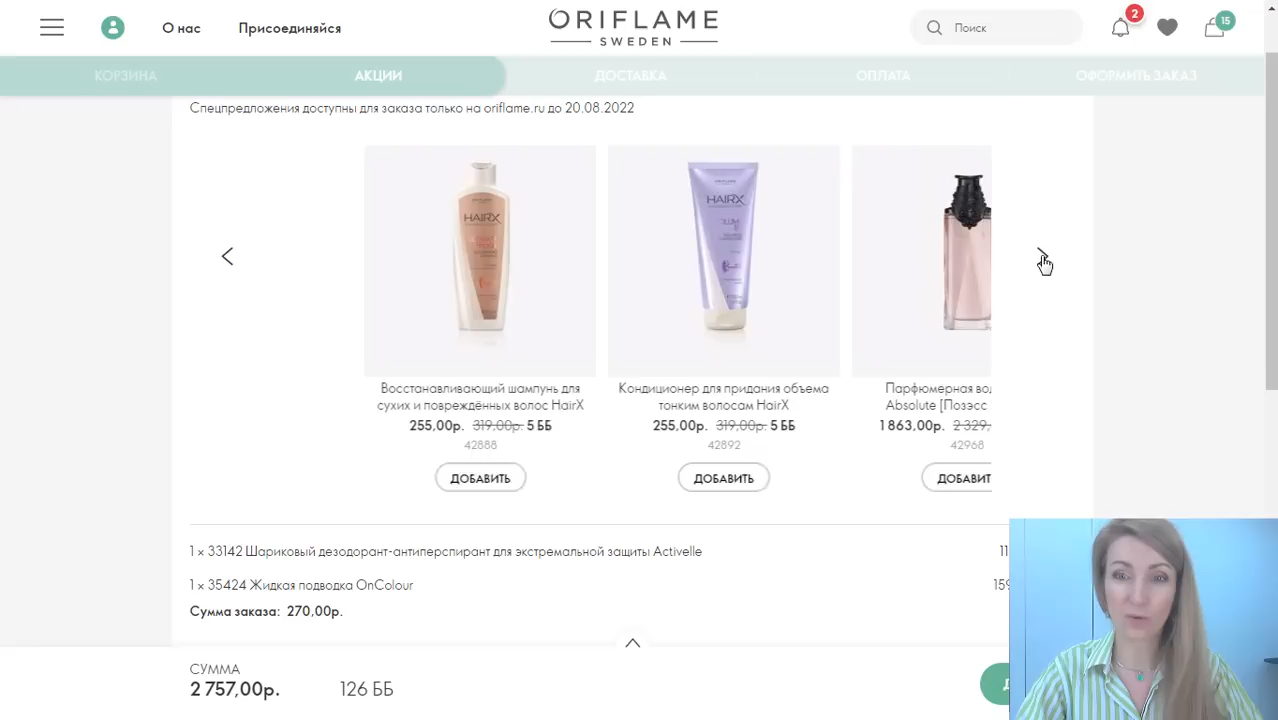 О нас
Присоединяйся
ORIFLAME
SWEDEN
Поиск
2
15
КОРЗИНА
АКЦИИ
ДОСТАВКА
ОПЛАТА
ОФОРМИТЬ ЗАКАЗ
Спецпредложения доступны для заказа только на oriflame.ru до 20.08.2022
HAIRX
HAIRX
Восстанавливающий шампунь для
сухих и повреждённых волос HairX
255,00р. 319,00р. 5 ББ
42888
ДОБАВИТЬ
Кондиционер для придания объема
тонким волосам HairX
255,00р. 319,00р. 5 ББ
42892
ДОБАВИТЬ
Парфюмерная во
Absolute [Поэсс
1 863,00р. 2 329,
42968
ДОБАВИТ
1 × 33142 Шариковый дезодорант-антиперспирант для экстремальной защиты Activelle
11
1 × 35424 Жидкая подводка OnColour
159
Сумма заказа: 270,00р.
СУММА
2 757,00р.
126 ББ